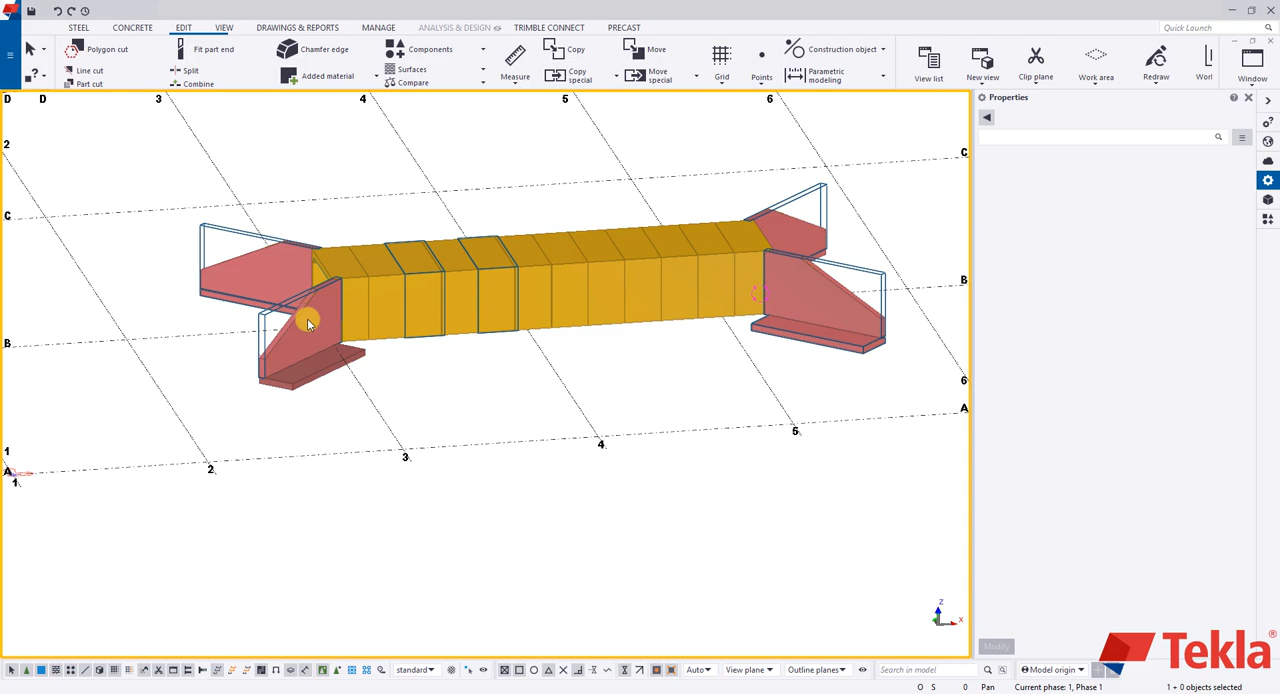 STEEL CONCRETE EDIT VIEW DRAWINGS & REPORTS MANAGE ANALYSIS & DESIGN TRIMBLE CONNECT PRECAST Quick Launch
Polygon cut Fit part end Chamfer edge Components Copy Move Construction object
Line cut Split Added material Surfaces Measure Copy special Move special Grid Points Parametric modeling View list New view Clip plane Work area Redraw Worl Window
Part cut Combine Compare
D D 3 4 5 6
Properties
2
C
C
B
B
6
A
1
A
1
2
3
4
5
Z
X
Modify
Tekla®
standard Auto View plane Outline planes Search in model Model origin
O S 0 Pan Current phase: 1, Phase 1 1 + 0 objects selected